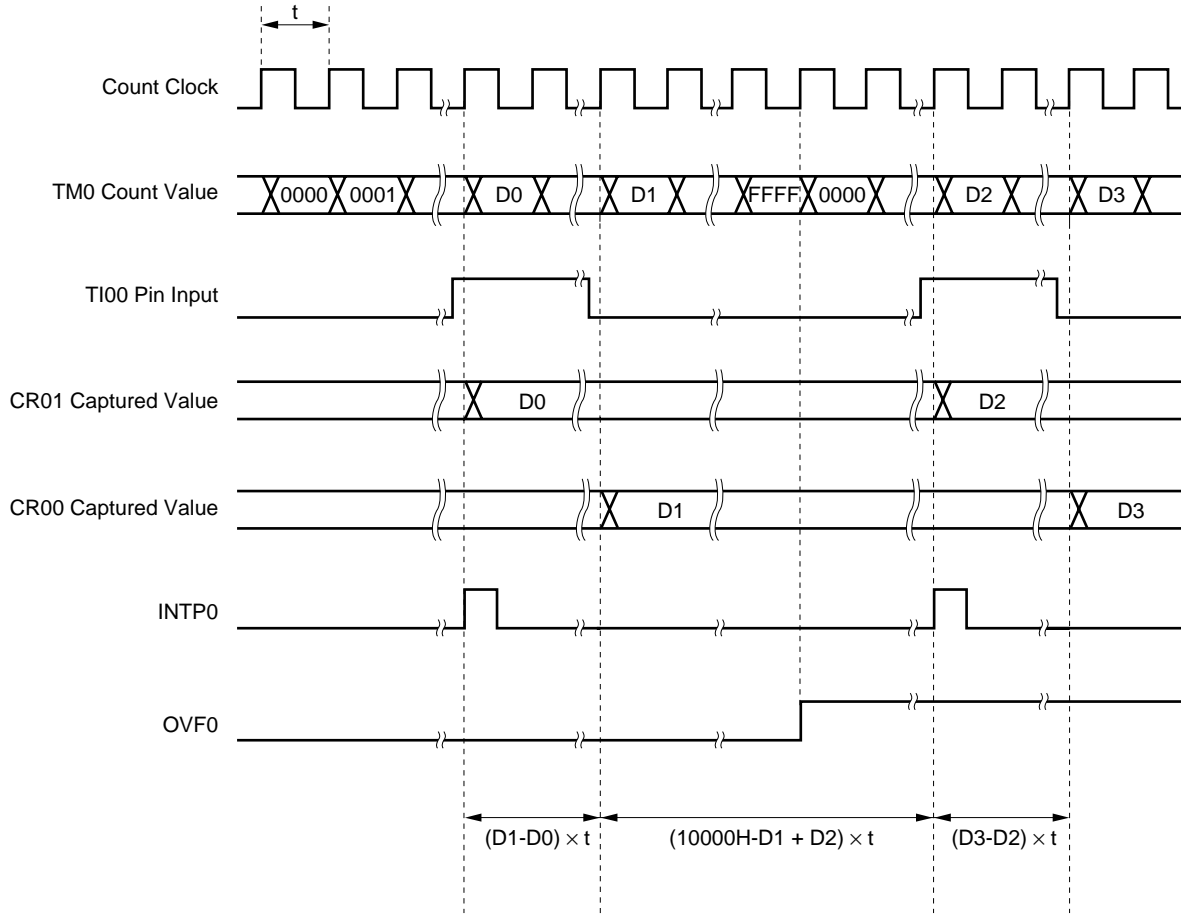 t
Count Clock
TM0 Count Value 0000 0001 D0 D1 FFFF 0000 D2 D3
TI00 Pin Input
CR01 Captured Value D0 D2
CR00 Captured Value D1 D3
INTP0
OVF0
(D1-D0) × t (10000H-D1 + D2) × t (D3-D2) × t